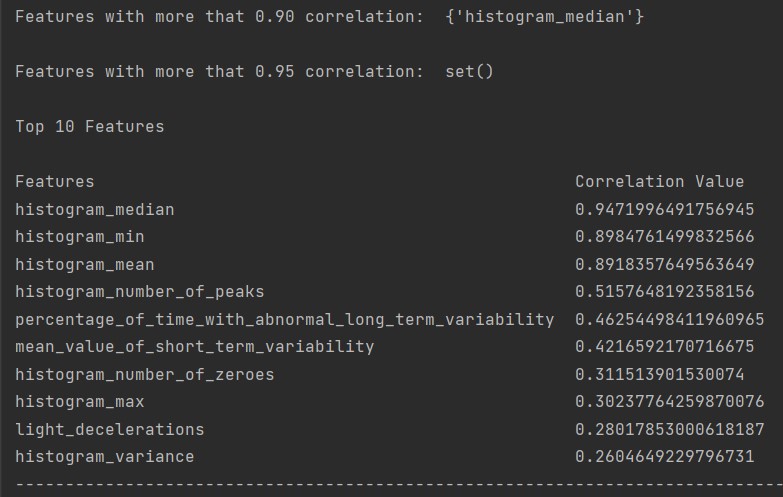 Features with more that 0.90 correlation:  {'histogram_median'}
Features with more that 0.95 correlation:  set()
Top 10 Features
Features Correlation Value
histogram_median 0.9471996491756945
histogram_min 0.8984761499832566
histogram_mean 0.8918357649563649
histogram_number_of_peaks 0.5157648192358156
percentage_of_time_with_abnormal_long_term_variability 0.46254498411960965
mean_value_of_short_term_variability 0.4216592170716675
histogram_number_of_zeroes 0.311513901530074
histogram_max 0.30237764259870076
light_decelerations 0.28017853000618187
histogram_variance 0.2604649229796731
-----------------------------------------------------------------------------